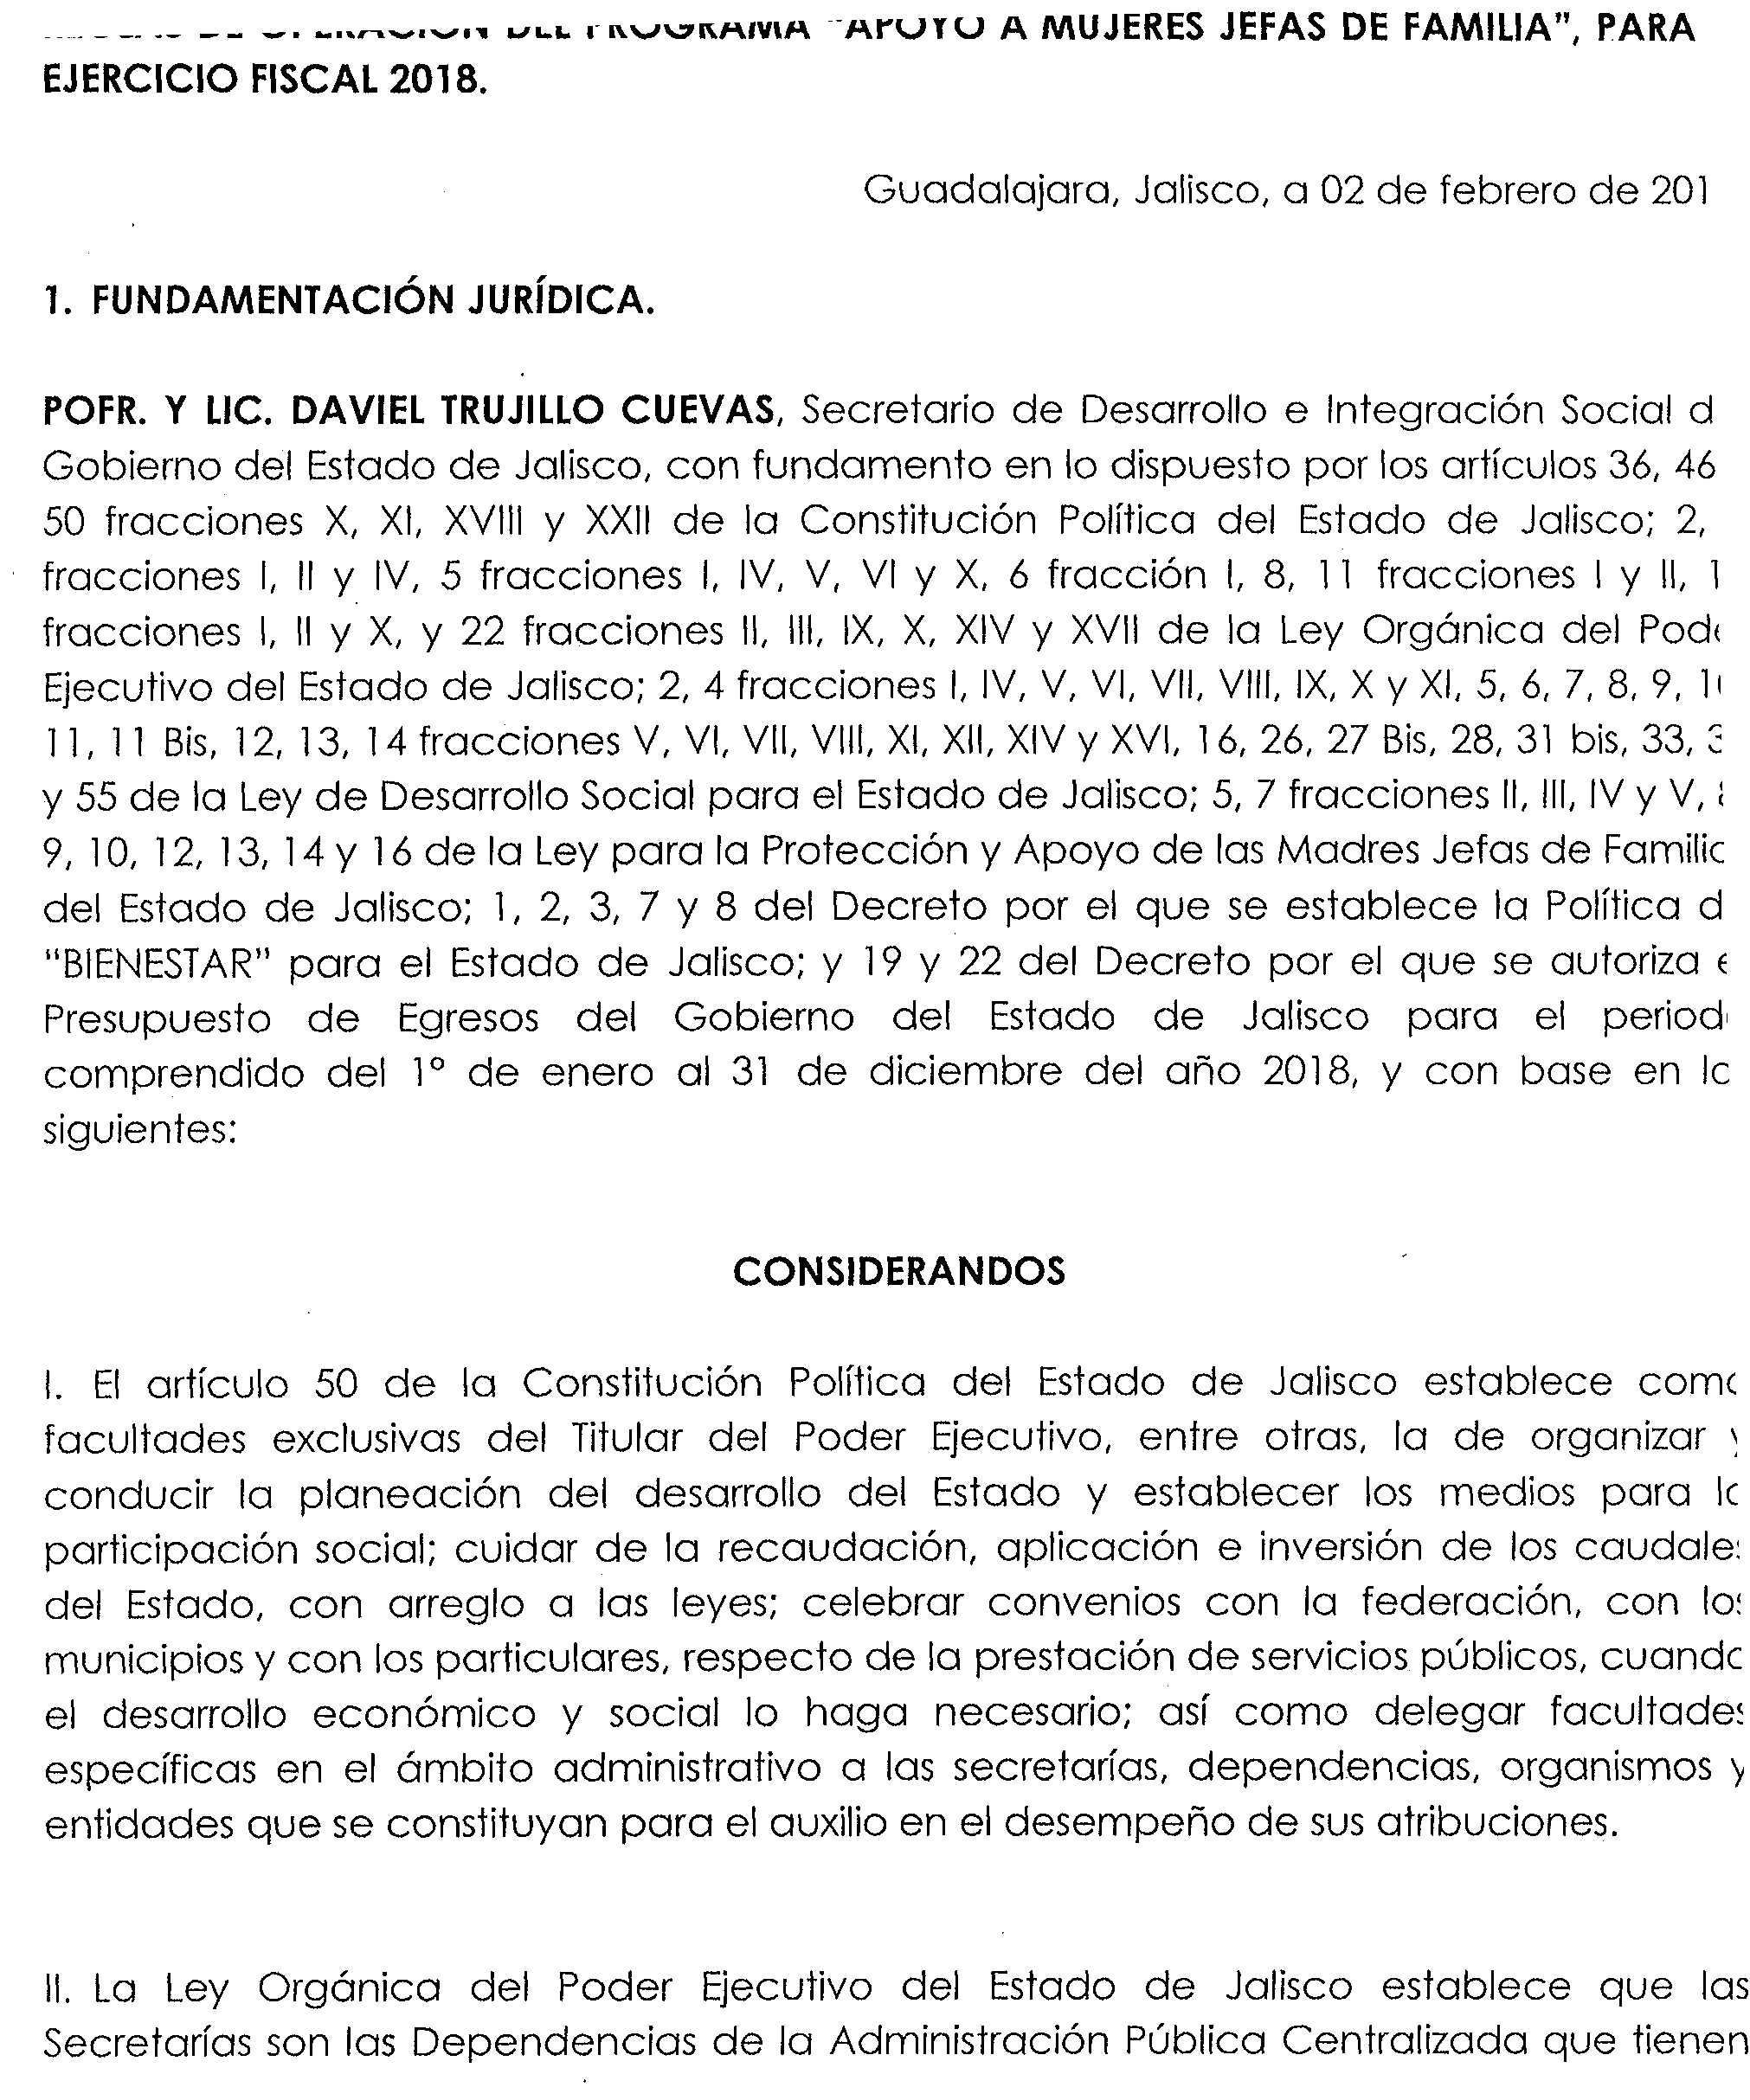 DEL PROGRAMA "APOYO A MUJERES JEFAS DE FAMILIA", PARA
EJERCICIO FISCAL 2018.
Guadalajara, Jalisco, a 02 de febrero de 201
1. FUNDAMENTACIÓN JURÍDICA.
POFR. Y LIC. DAVIEL TRUJILLO CUEVAS, Secretario de Desarrollo e Integración Social d
Gobierno del Estado de Jalisco, con fundamento en lo dispuesto por los artículos 36, 46
50 fracciones X, XI, XVIII y XXII de la Constitución Política del Estado de Jalisco; 2,
fracciones I, II y IV, 5 fracciones I, IV, V, VI y X, 6 fracción I, 8, 11 fracciones I y II, 1
fracciones I, II y X, y 22 fracciones II, III, IX, X, XIV y XVII de la Ley Orgánica del Pod
Ejecutivo del Estado de Jalisco; 2, 4 fracciones I, IV, V, VI, VII, VIII, IX, X y XI, 5, 6, 7, 8, 9, 1
11, 11 Bis, 12, 13, 14 fracciones V, VI, VII, VIII, XI, XII, XIV y XVI, 16, 26, 27 Bis, 28, 31 bis, 33, 3
y 55 de la Ley de Desarrollo Social para el Estado de Jalisco; 5, 7 fracciones II, III, IV y V,
9, 10, 12, 13, 14 y 16 de la Ley para la Protección y Apoyo de las Madres Jefas de Famili
del Estado de Jalisco; 1, 2, 3, 7 y 8 del Decreto por el que se establece la Política d
"BIENESTAR" para el Estado de Jalisco; y 19 y 22 del Decreto por el que se autoriza e
Presupuesto de Egresos del Gobierno del Estado de Jalisco para el period
comprendido del 1° de enero al 31 de diciembre del año 2018, y con base en l
siguientes:
CONSIDERANDOS
I. El artículo 50 de la Constitución Política del Estado de Jalisco establece com
facultades exclusivas del Titular del Poder Ejecutivo, entre otras, la de organizar y
conducir la planeación del desarrollo del Estado y establecer los medios para l
participación social; cuidar de la recaudación, aplicación e inversión de los caudale
del Estado, con arreglo a las leyes; celebrar convenios con la federación, con lo
municipios y con los particulares, respecto de la prestación de servicios públicos, cuand
el desarrollo económico y social lo haga necesario; así como delegar facultades
específicas en el ámbito administrativo a las secretarías, dependencias, organismos y
entidades que se constituyan para el auxilio en el desempeño de sus atribuciones.
II. La Ley Orgánica del Poder Ejecutivo del Estado de Jalisco establece que las
Secretarías son las Dependencias de la Administración Pública Centralizada que tienen